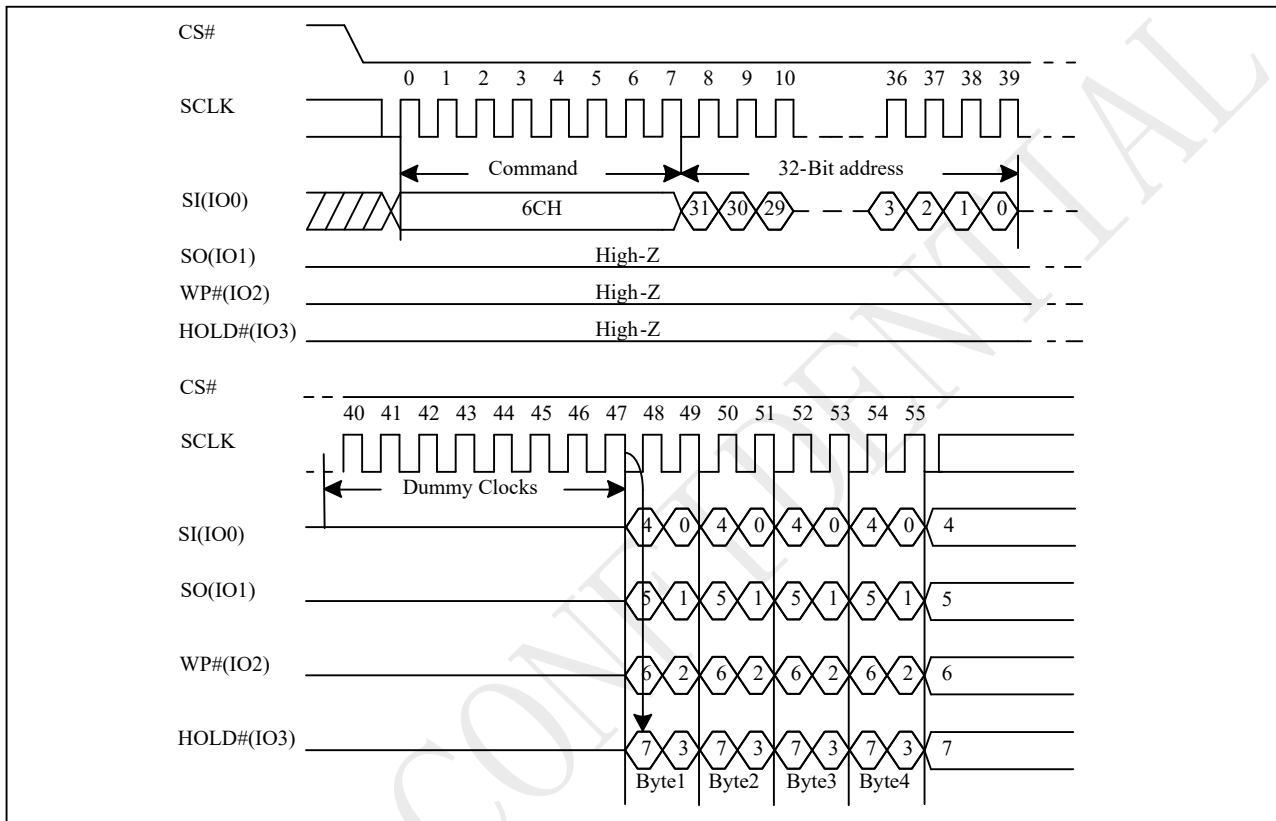 CS#
0 1 2 3 4 5 6 7 8 9 10 36 37 38 39
SCLK
Command 32-Bit address
SI(IO0) 6CH 31 30 29 3 2 1 0
SO(IO1) High-Z
WP#(IO2) High-Z
HOLD#(IO3) High-Z
CS#
40 41 42 43 44 45 46 47 48 49 50 51 52 53 54 55
SCLK
Dummy Clocks
SI(IO0) 4 0 4 0 4 0 4 0 4
SO(IO1) 5 1 5 1 5 1 5 1 5
WP#(IO2) 6 2 6 2 6 2 6 2 6
HOLD#(IO3) 7 3 7 3 7 3 7 3 7
Byte1 Byte2 Byte3 Byte4
CONFIDENTIAL